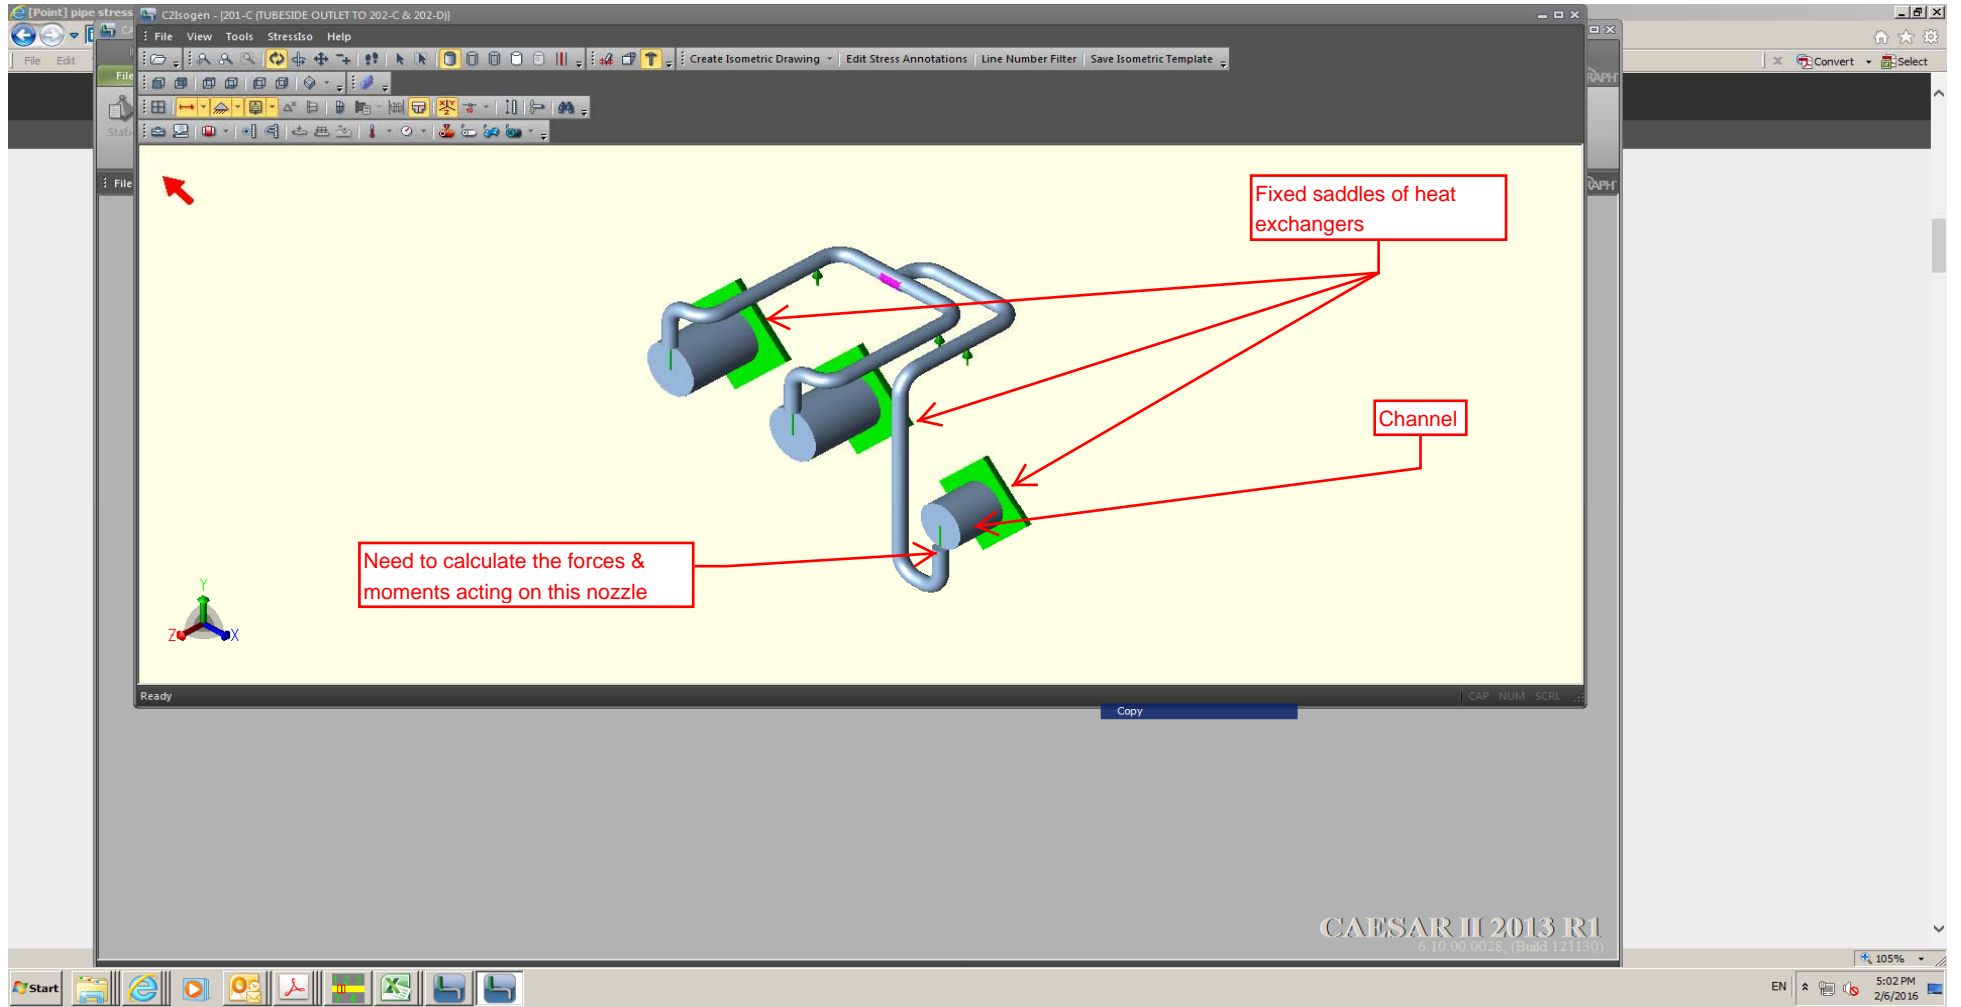 [Point] pipe stress
C2Isogen - [201-C (TUBESIDE OUTLET TO 202-C & 202-D)]
File View Tools StressIso Help
File Edit
Create Isometric Drawing Edit Stress Annotations Line Number Filter Save Isometric Template
Convert Select
File
File
Fixed saddles of heat
exchangers
Channel
Need to calculate the forces &
moments acting on this nozzle
Y
Z X
Ready
CAP NUM SCRL
Copy
CAESAR II 2013 R1
6.10.00.0028, (Build 121130)
105%
Start
EN
5:02 PM
2/6/2016